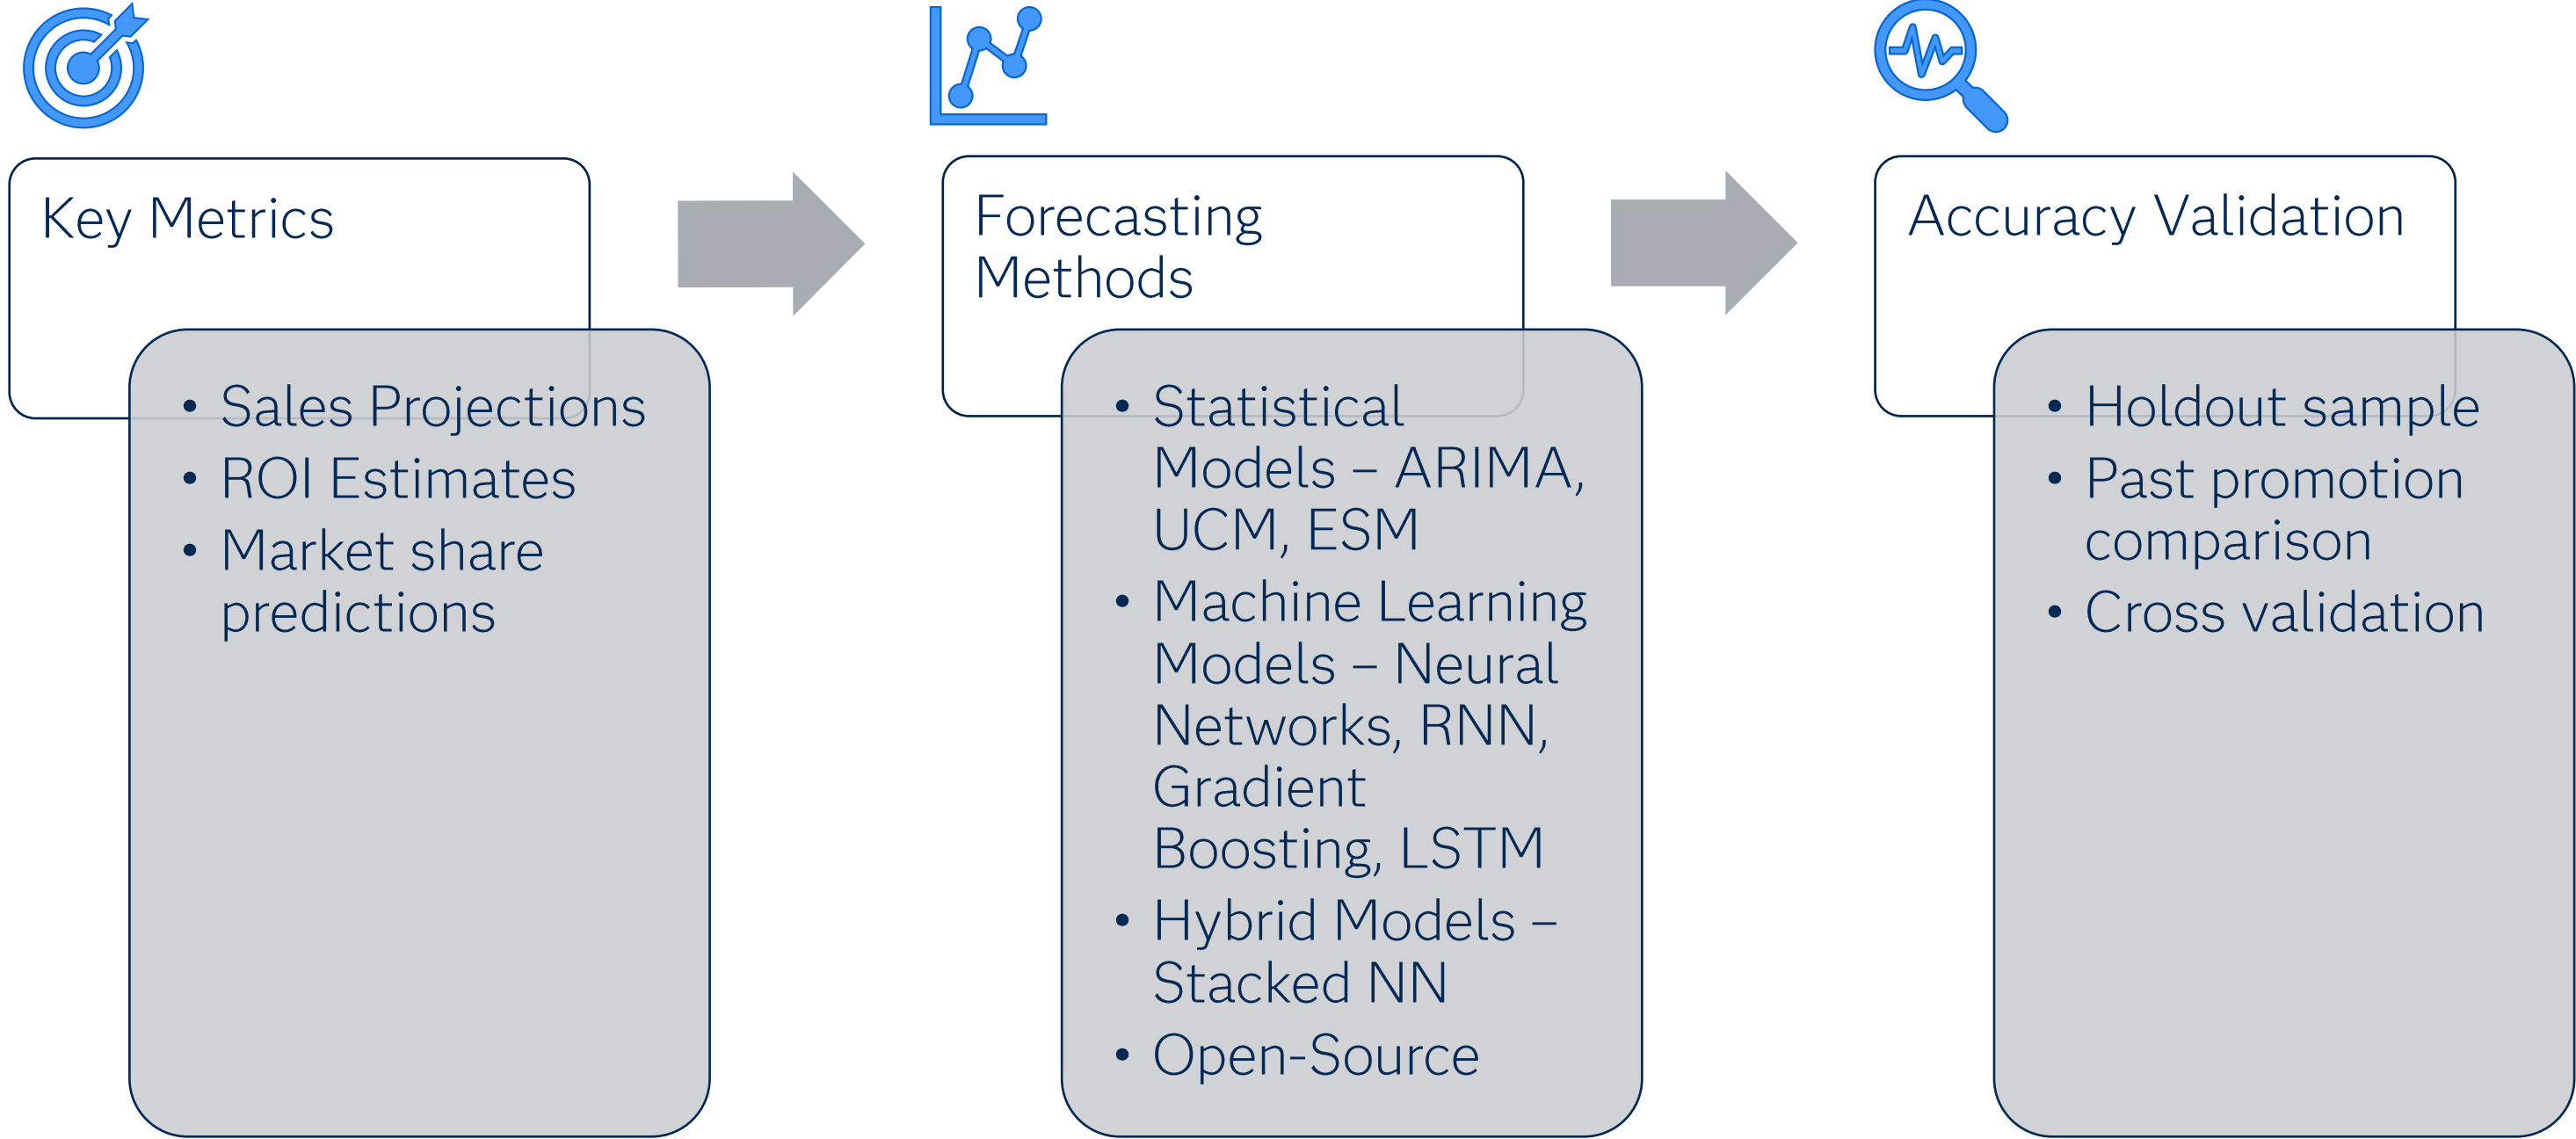 Key Metrics
• Sales Projections
• ROI Estimates
• Market share
predictions
Forecasting
Methods
• Statistical
Models – ARIMA,
UCM, ESM
• Machine Learning
Models – Neural
Networks, RNN,
Gradient
Boosting, LSTM
• Hybrid Models –
Stacked NN
• Open-Source
Accuracy Validation
• Holdout sample
• Past promotion
comparison
• Cross validation